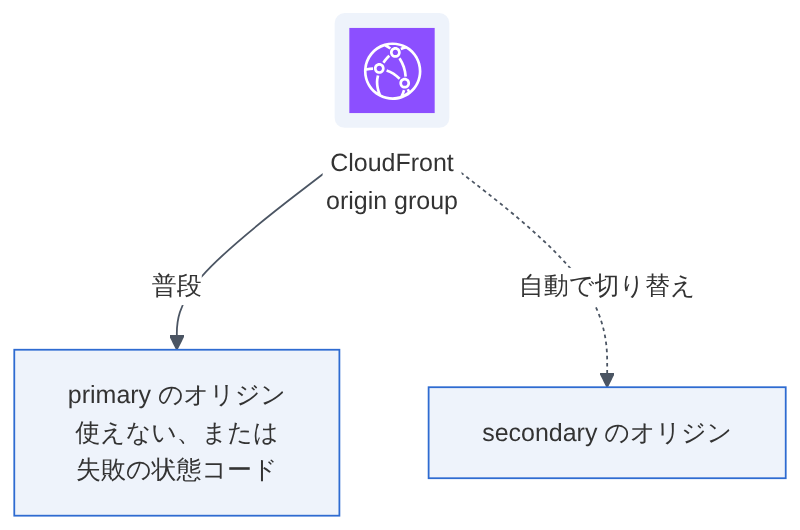 CloudFront
origin group
普段
自動で切り替え
primary のオリジン
使えない、または
失敗の状態コード
secondary のオリジン